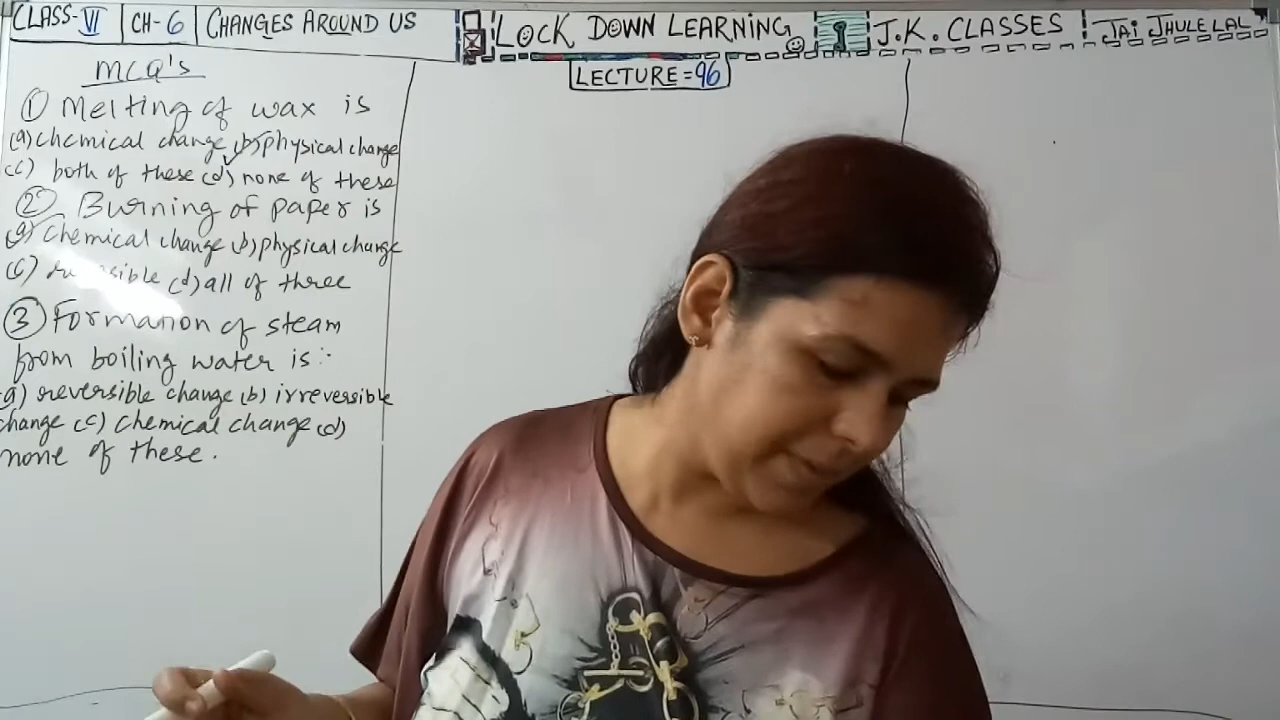 CLASS-VI CH-6 CHANGES AROUND US
LOCK DOWN LEARNING
J.K. CLASSES
JAI JHULELAL
LECTURE=96
MCQ's
① Melting of wax is
(a) chemical change (b) physical change
(c) both of these (d) none of these
② Burning of paper is
(a) chemical change (b) physical change
(c) (d) all of three
③ Formation of steam
from boiling water is:-
(a) reversible change (b) irreversible
change (c) chemical change (d)
none of these.